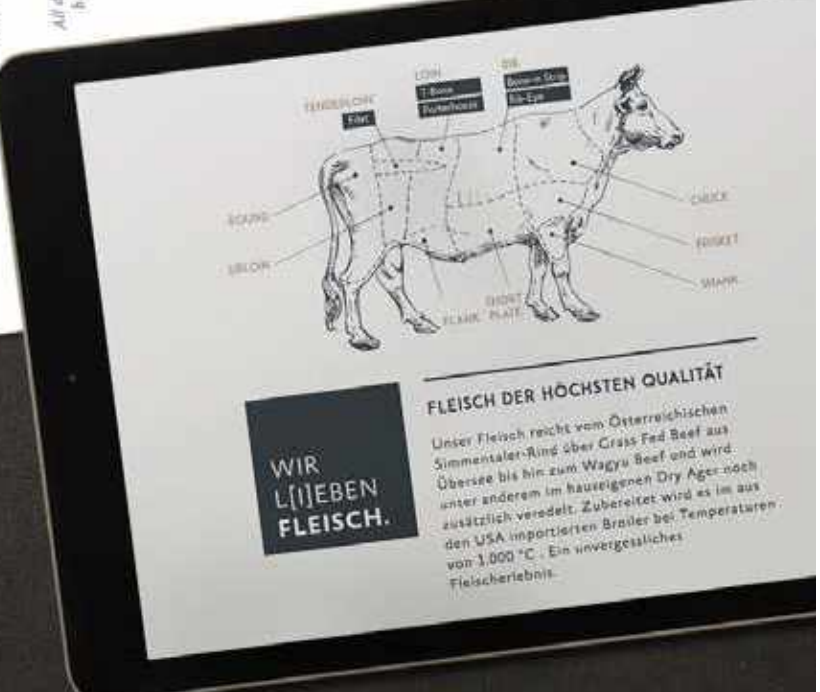 All
LOIN
T-Bone
Porterhouse
RIB
Bone-in Strip
Rib-Eye
TENDERLOIN
Filet
ROUND
SIRLOIN
CHUCK
BRISKET
SHANK
FLANK
SHORT
PLATE
WIR
L[I]EBEN
FLEISCH.
FLEISCH DER HÖCHSTEN QUALITÄT
Unser Fleisch reicht vom Österreichischen
Simmentaler-Rind über Grass Fed Beef aus
Übersee bis hin zum Wagyu Beef und wird
unter anderem im hauseigenen Dry Ager noch
zusätzlich veredelt. Zubereitet wird es im aus
den USA importierten Broiler bei Temperaturen
von 1.000 °C . Ein unvergessliches
Fleischerlebnis.